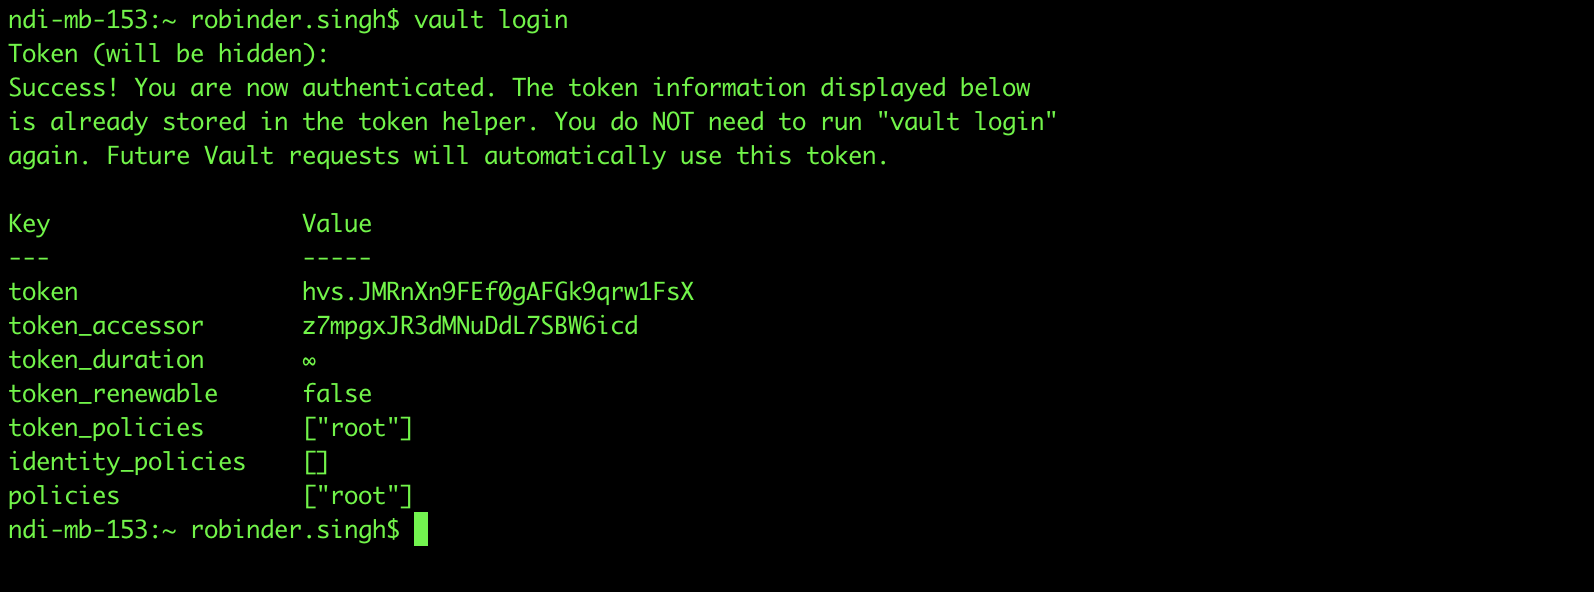 ndi-mb-153:~ robinder.singh$ vault login
Token (will be hidden):
Success! You are now authenticated. The token information displayed below
is already stored in the token helper. You do NOT need to run "vault login"
again. Future Vault requests will automatically use this token.
Key                  Value
---                  -----
token                hvs.JMRnXn9FEf0gAFGk9qrw1FsX
token_accessor       z7mpgxJR3dMNuDdL7SBW6icd
token_duration       ∞
token_renewable      false
token_policies       ["root"]
identity_policies    []
policies             ["root"]
ndi-mb-153:~ robinder.singh$